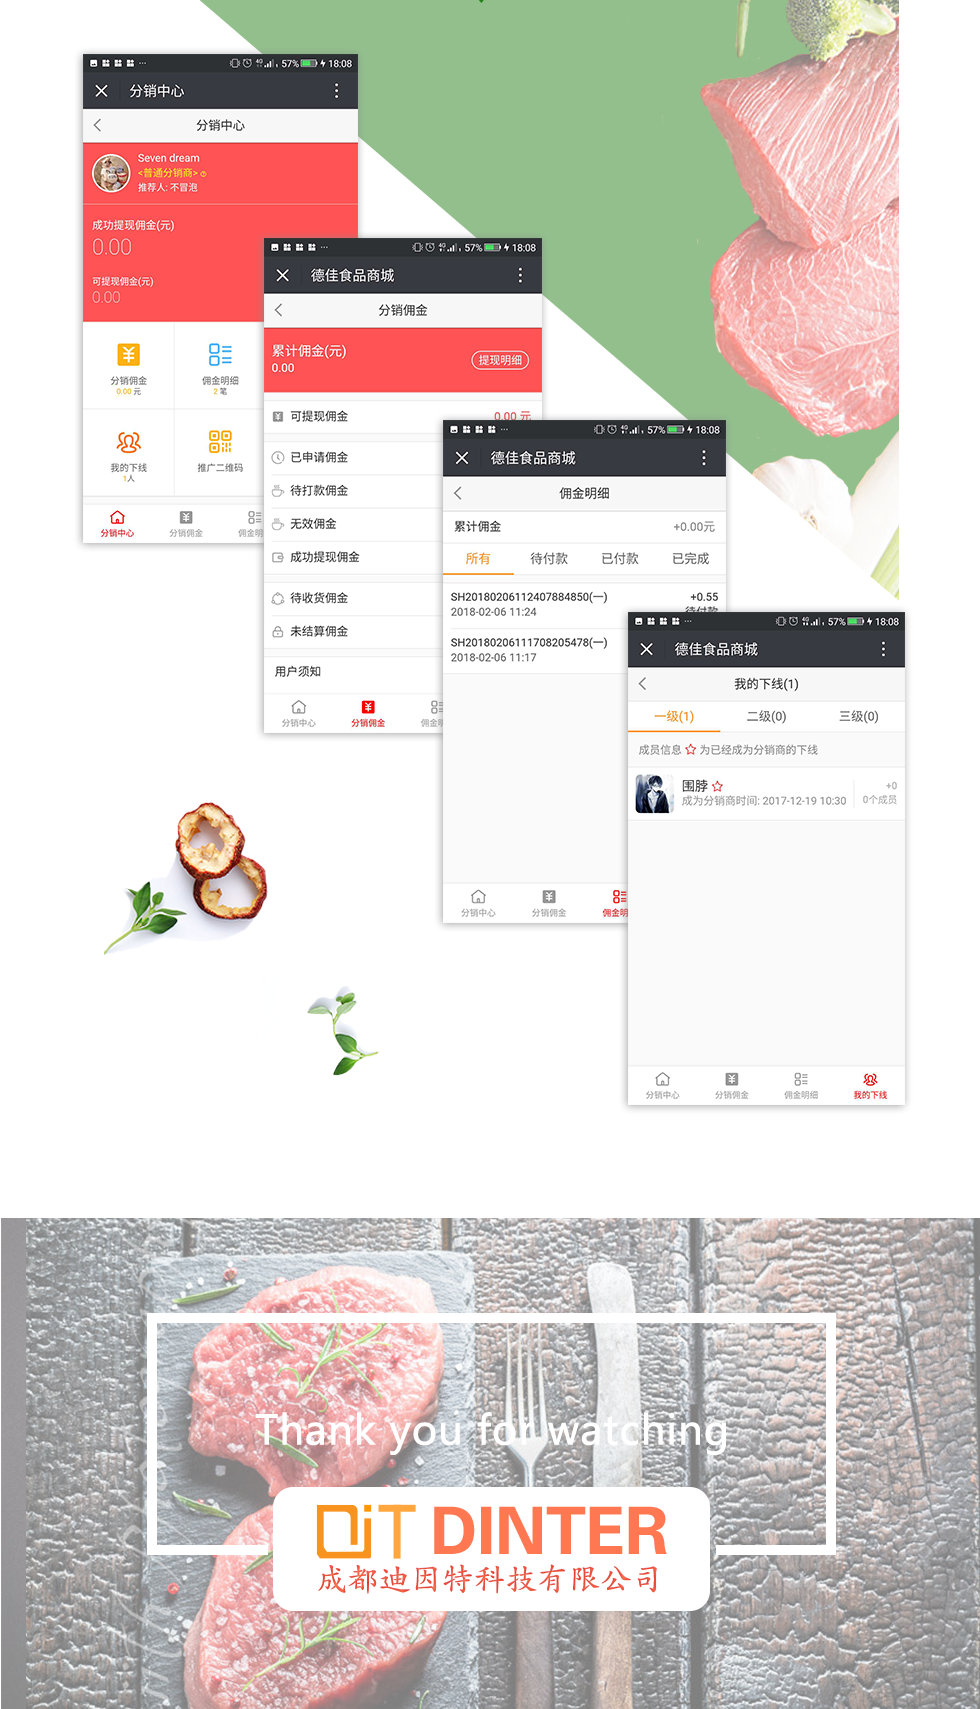 57% 18:08
分销中心
分销中心
Seven dream
<普通分销商>
推荐人: 不冒泡
成功提现佣金(元)
0.00
可提现佣金(元)
0.00
分销佣金
0.00 元
佣金明细
2 笔
我的下线
1人
推广二维码
分销中心
分销佣金
佣金明
57% 18:08
德佳食品商城
分销佣金
累计佣金(元)
0.00
提现明细
可提现佣金
0.00 元
已申请佣金
待打款佣金
无效佣金
成功提现佣金
待收货佣金
未结算佣金
用户须知
分销中心
分销佣金
佣金明
57% 18:08
德佳食品商城
佣金明细
累计佣金
+0.00元
所有
待付款
已付款
已完成
SH20180206112407884850(一)
+0.55
2018-02-06 11:24
待付款
SH20180206111708205478(一)
2018-02-06 11:17
分销中心
分销佣金
佣金明
57% 18:08
德佳食品商城
我的下线(1)
一级(1)
二级(0)
三级(0)
成员信息 为已经成为分销商的下线
围脖
+0
成为分销商时间: 2017-12-19 10:30
0个成员
分销中心
分销佣金
佣金明细
我的下线
Thank you for watching
DiT DINTER
成都迪因特科技有限公司